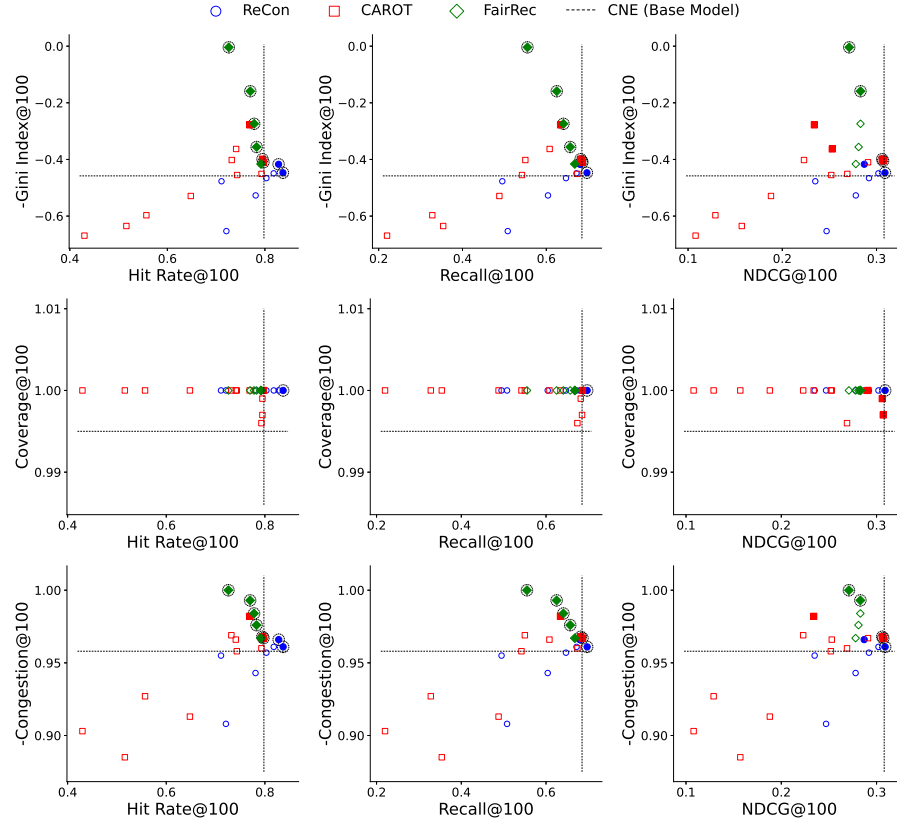 ReCon CAROT FairRec CNE (Base Model)
0.0
−0.2
−0.4
−0.6
-Gini Index@100
0.4 0.6 0.8
Hit Rate@100
0.0
−0.2
−0.4
−0.6
-Gini Index@100
0.2 0.4 0.6
Recall@100
0.0
−0.2
−0.4
−0.6
-Gini Index@100
0.1 0.2 0.3
NDCG@100
1.01
1.00
0.99
Coverage@100
0.4 0.6 0.8
Hit Rate@100
1.01
1.00
0.99
Coverage@100
0.2 0.4 0.6
Recall@100
1.01
1.00
0.99
Coverage@100
0.1 0.2 0.3
NDCG@100
1.00
0.95
0.90
-Congestion@100
0.4 0.6 0.8
Hit Rate@100
1.00
0.95
0.90
-Congestion@100
0.2 0.4 0.6
Recall@100
1.00
0.95
0.90
-Congestion@100
0.1 0.2 0.3
NDCG@100